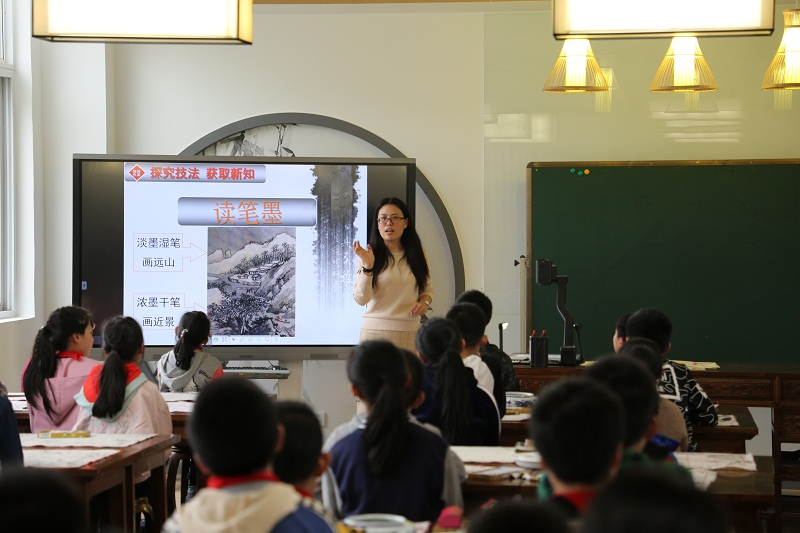 探究技法 获取新知
读笔墨
淡墨湿笔
画远山
浓墨干笔
画近景